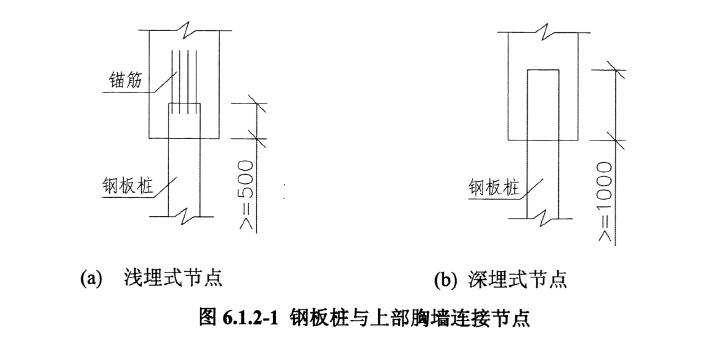 锚筋
钢板桩
>=500
钢板桩
>=1000
(a) 浅埋式节点
(b) 深埋式节点
图 6.1.2-1 钢板桩与上部胸墙连接节点